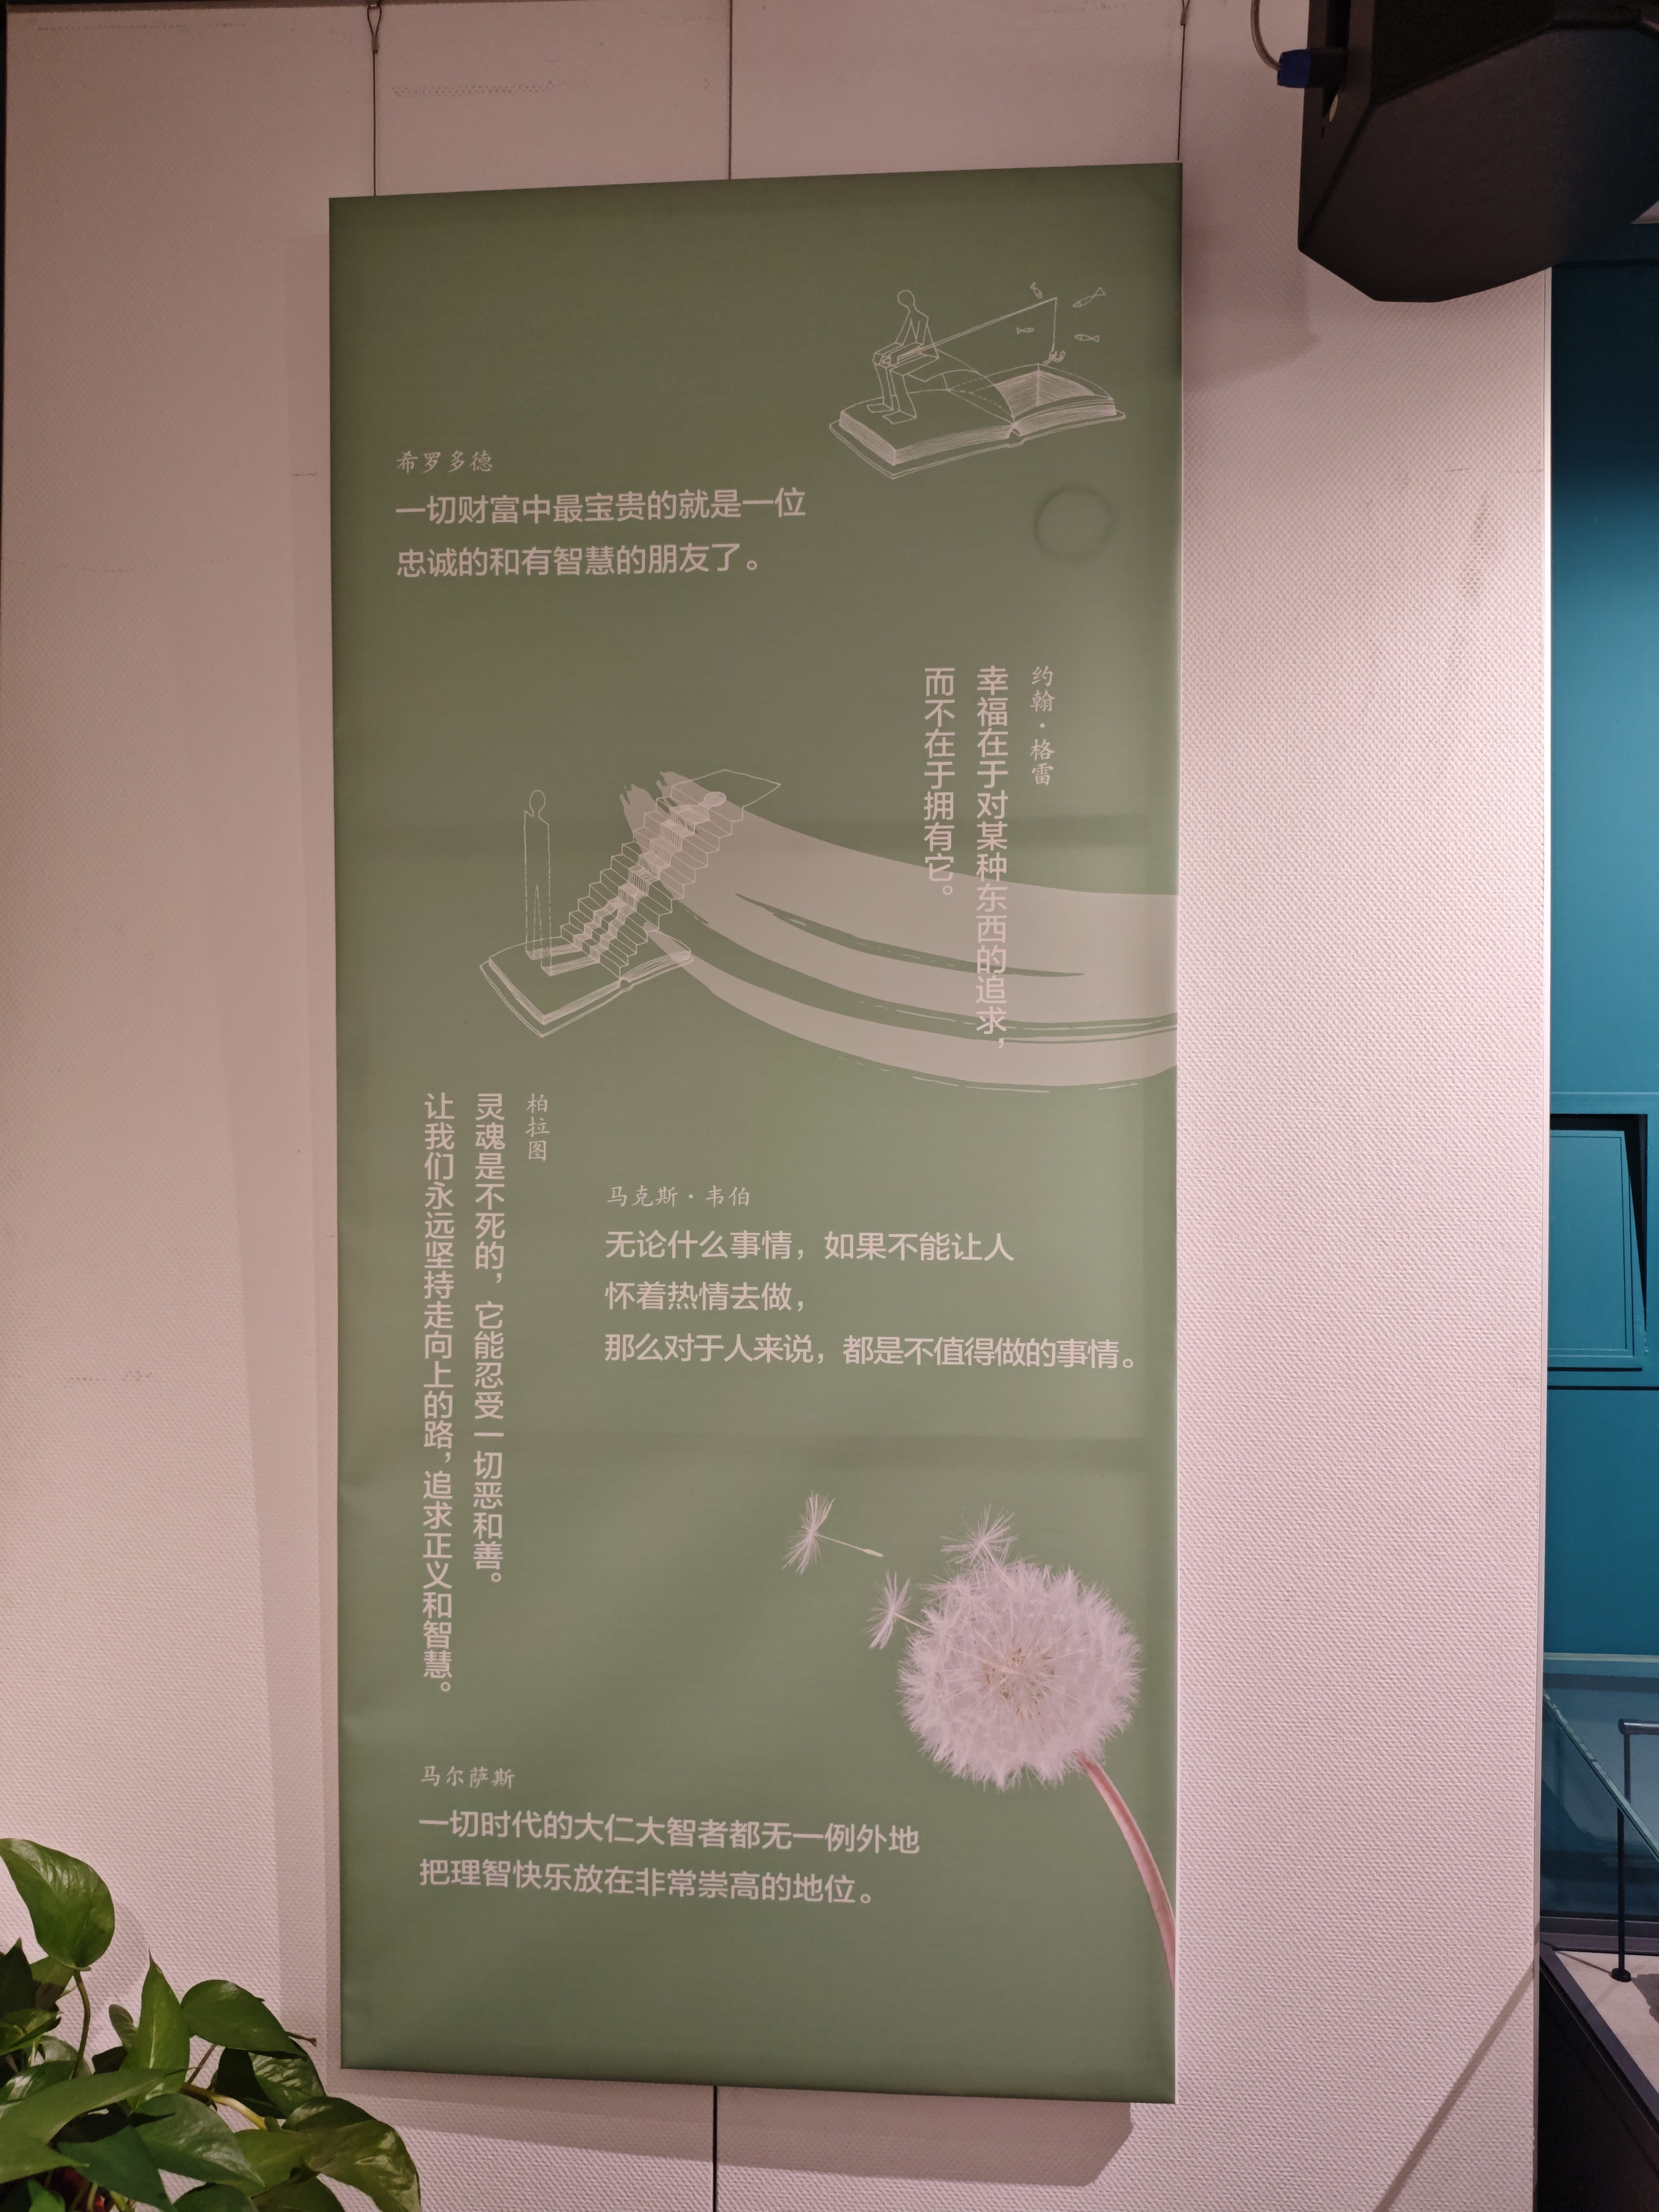 希罗多德
一切财富中最宝贵的就是一位
忠诚的和有智慧的朋友了。
约翰·格雷
幸福在于对某种东西的追求，
而不在于拥有它。
柏拉图
灵魂是不死的，它能忍受一切恶和善。
让我们永远坚持走向上的路，追求正义和智慧。
马克斯·韦伯
无论什么事情，如果不能让人
怀着热情去做，
那么对于人来说，都是不值得做的事情。
马尔萨斯
一切时代的大仁大智者都无一例外地
把理智快乐放在非常崇高的地位。